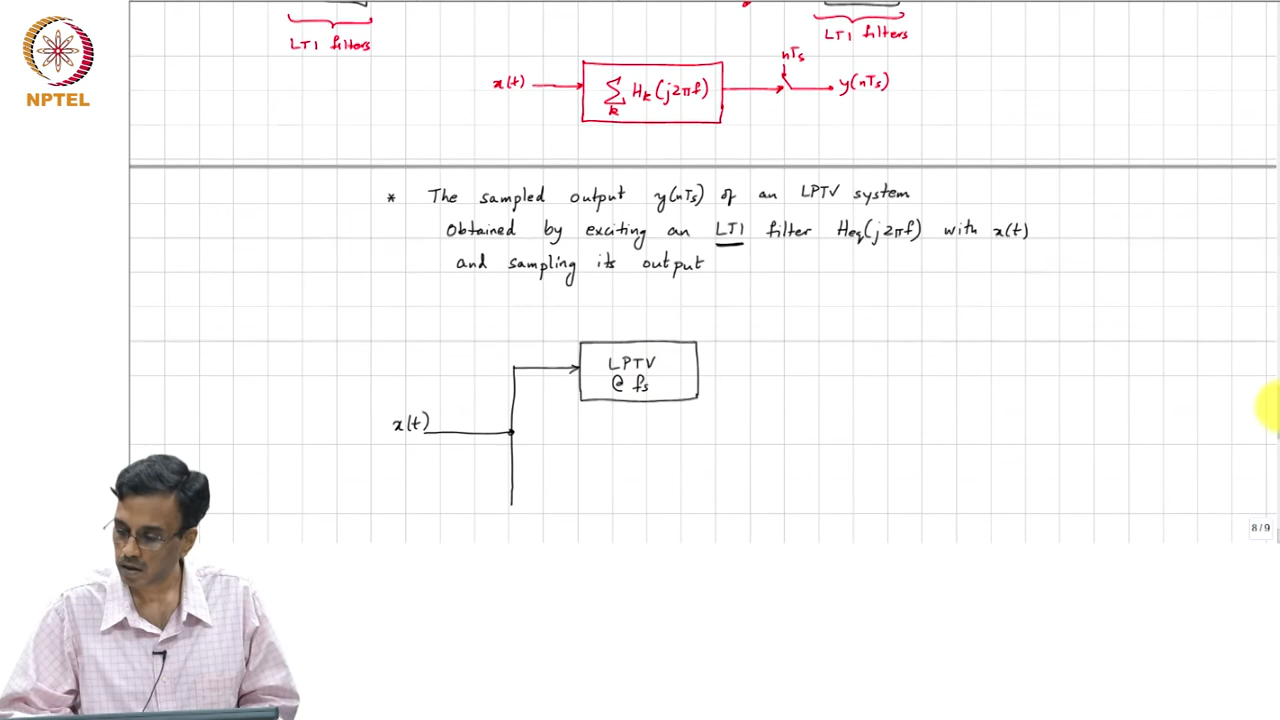 LTI filters
LTI filters
nTs
x(t)
∑ Hk(j2πf)
k
y(nTs)
NPTEL
* The sampled output y(nTs) of an LPTV system
obtained by exciting an LTI filter Heq(j2πf) with x(t)
and sampling its output
LPTV
@ fs
x(t)
8/9